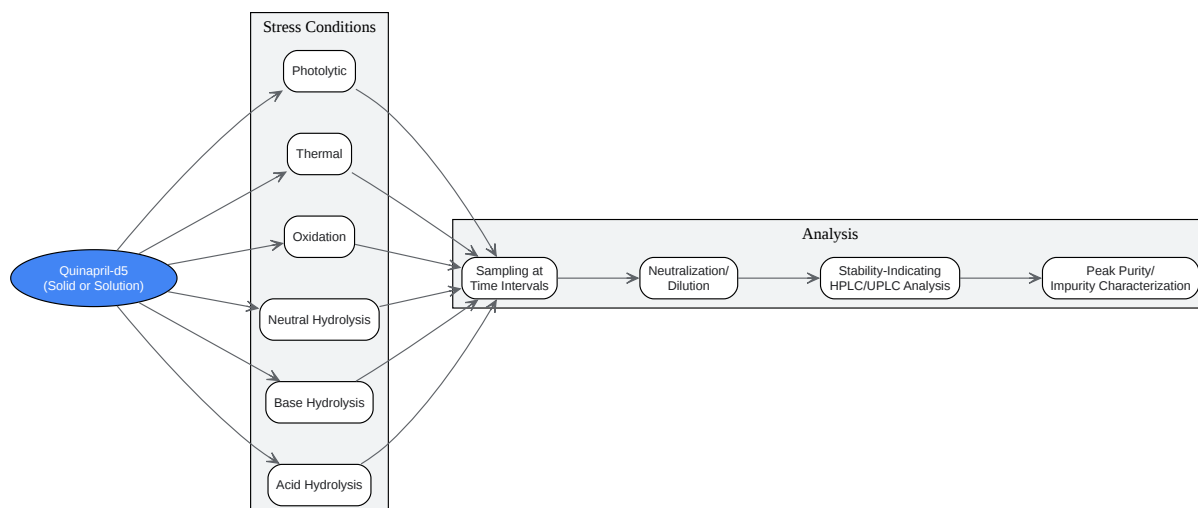 Stress Conditions
Photolytic
Thermal
Oxidation
Neutral Hydrolysis
Base Hydrolysis
Acid Hydrolysis
Quinapril-d5
(Solid or Solution)
Analysis
Sampling at
Time Intervals
Neutralization/
Dilution
Stability-Indicating
HPLC/UPLC Analysis
Peak Purity/
Impurity Characterization